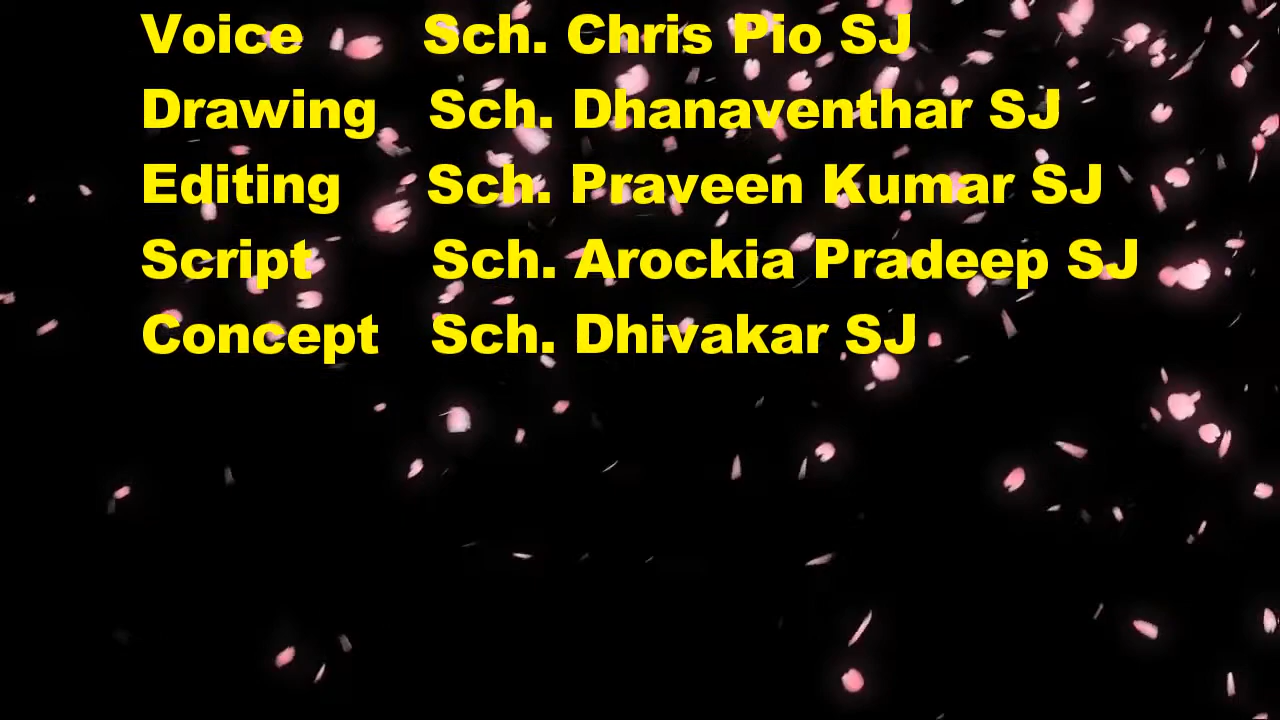 Voice Sch. Chris Pio SJ
Drawing Sch. Dhanaventhar SJ
Editing Sch. Praveen Kumar SJ
Script Sch. Arockia Pradeep SJ
Concept Sch. Dhivakar SJ